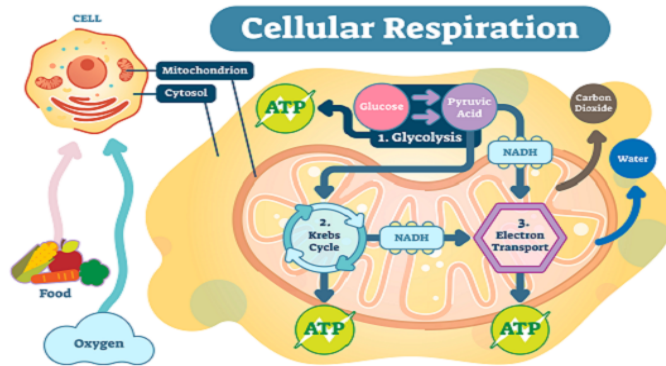 Cellular Respiration
CELL
Mitochondrion
Cytosol
ATP
Glucose
Pyruvic
Acid
1. Glycolysis
NADH
Carbon
Dioxide
Water
2.
Krebs
Cycle
NADH
3.
Electron
Transport
Food
Oxygen
ATP
ATP